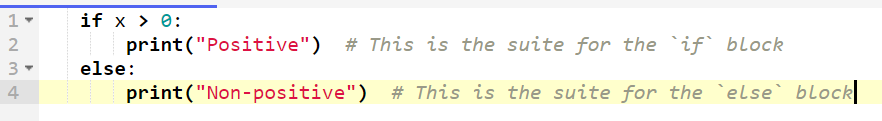 1 if x > 0:
2 print("Positive")  # This is the suite for the `if` block
3 else:
4 print("Non-positive")  # This is the suite for the `else` block